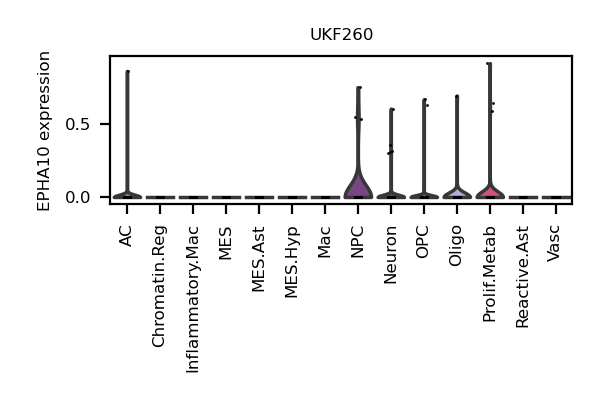 UKF260
EPHA10 expression
0.5
0.0
AC
Chromatin.Reg
Inflammatory.Mac
MES
MES.Ast
MES.Hyp
Mac
NPC
Neuron
OPC
Oligo
Prolif.Metab
Reactive.Ast
Vasc